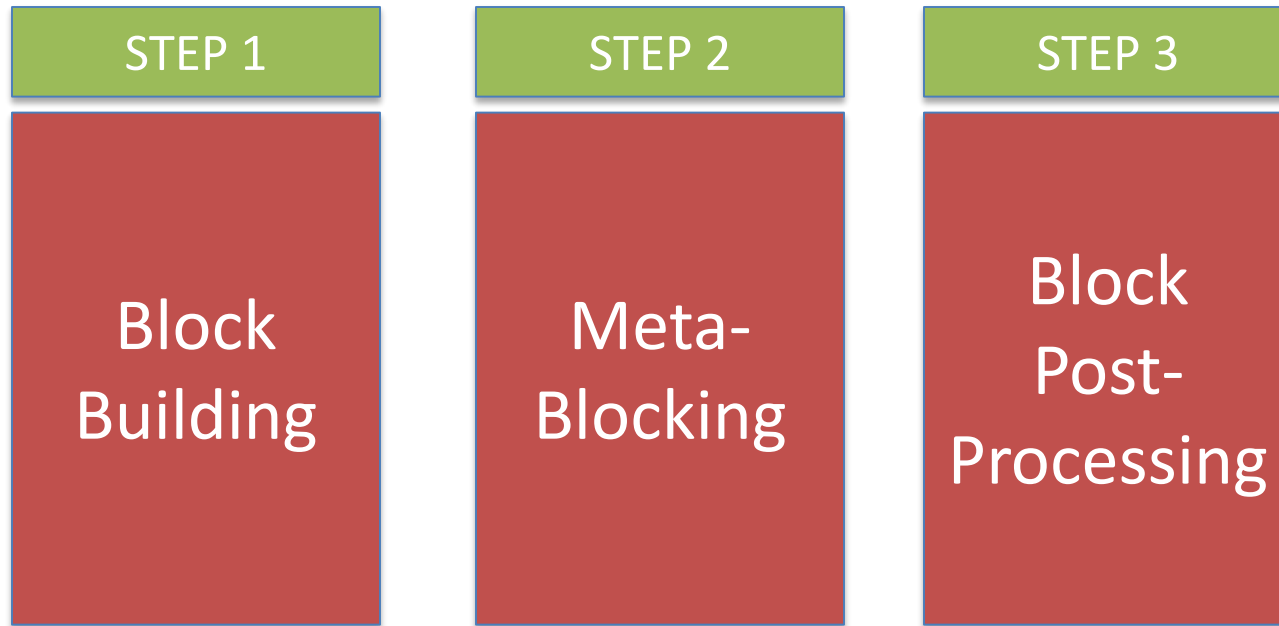 STEP 1
Block
Building
STEP 2
Meta-
Blocking
STEP 3
Block
Post-
Processing